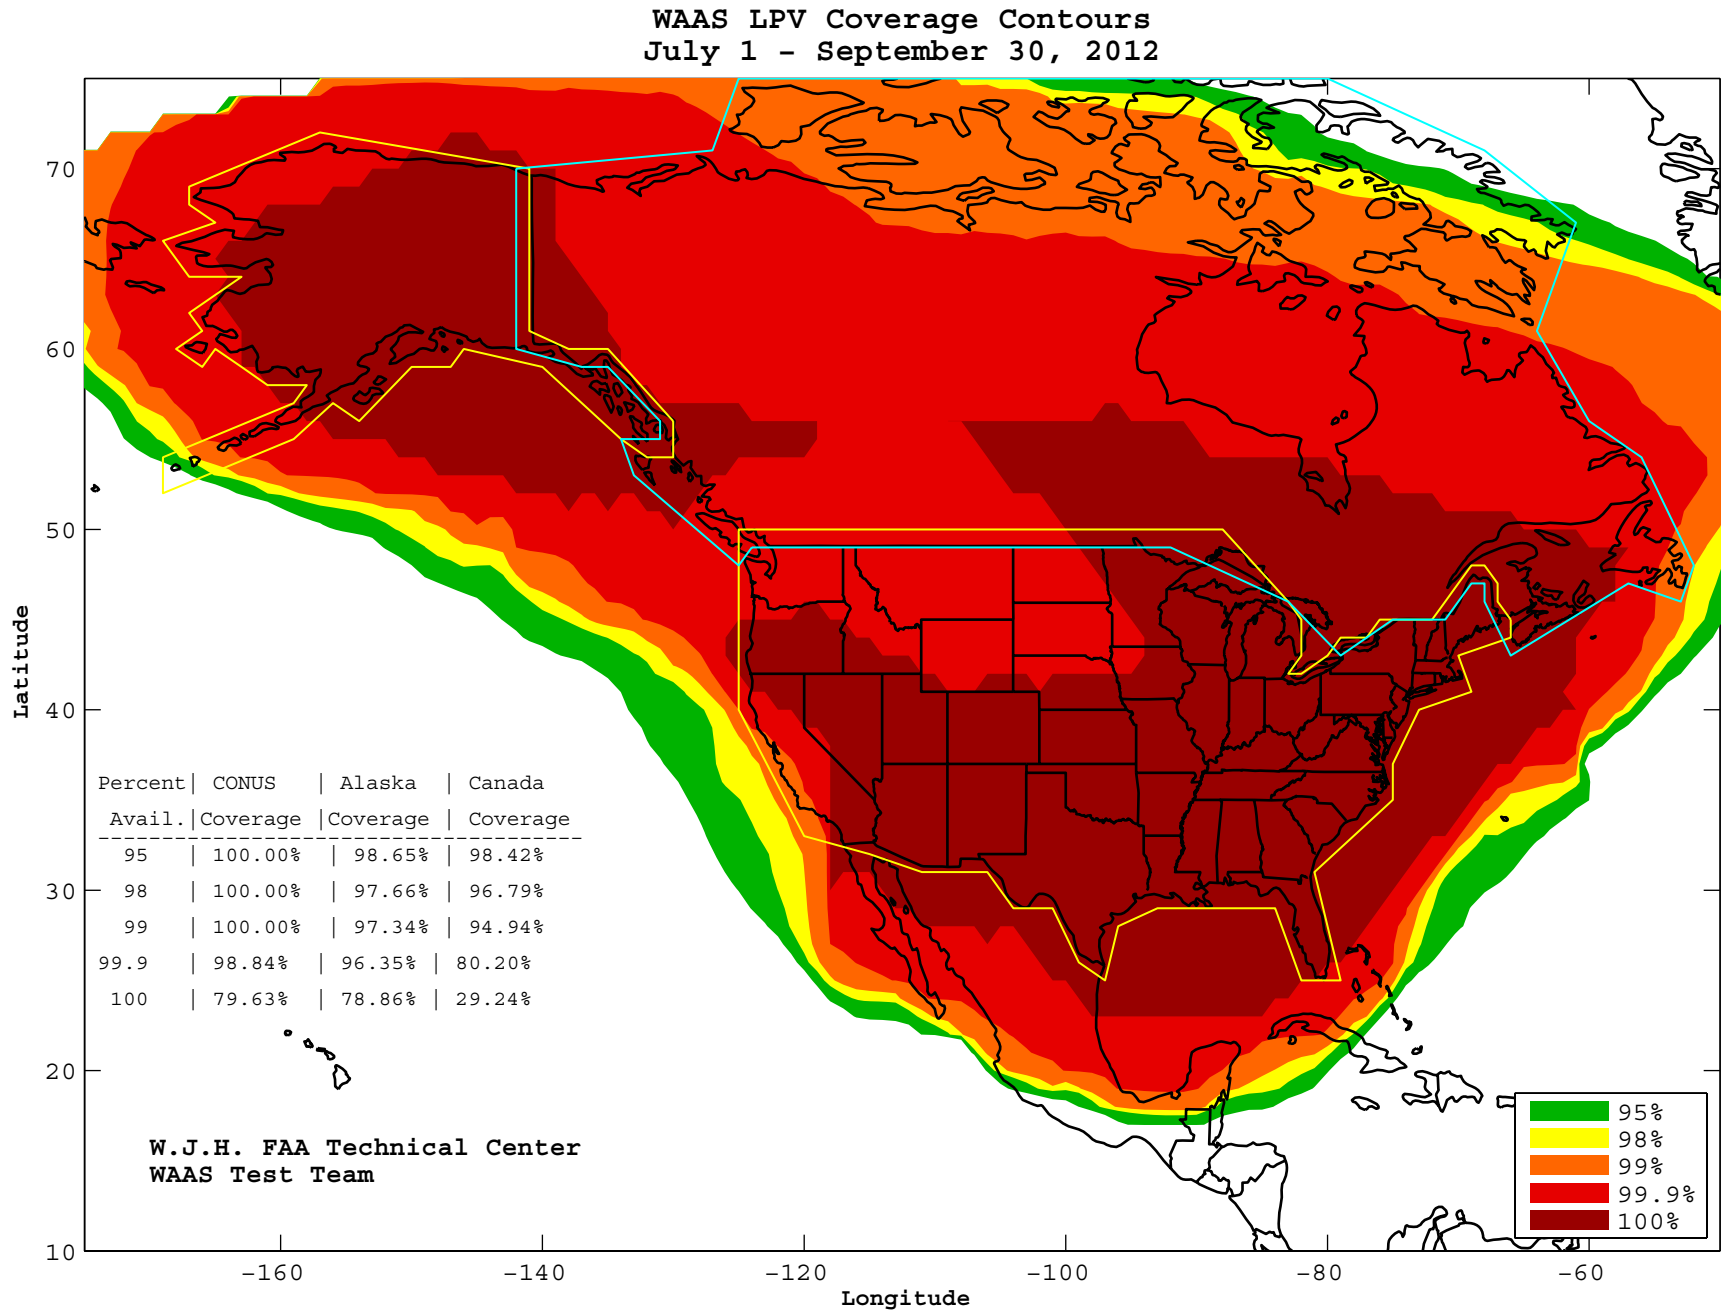 WAAS LPV Coverage Contours
July 1 – September 30, 2012
70
60
50
40
30
20
10
Latitude
Percent| CONUS | Alaska | Canada
Avail.|Coverage |Coverage | Coverage
--------------------------------------
95 | 100.00% | 98.65% | 98.42%
98 | 100.00% | 97.66% | 96.79%
99 | 100.00% | 97.34% | 94.94%
99.9 | 98.84% | 96.35% | 80.20%
100 | 79.63% | 78.86% | 29.24%
W.J.H. FAA Technical Center
WAAS Test Team
95%
98%
99%
99.9%
100%
−160 −140 −120 −100 −80 −60
Longitude